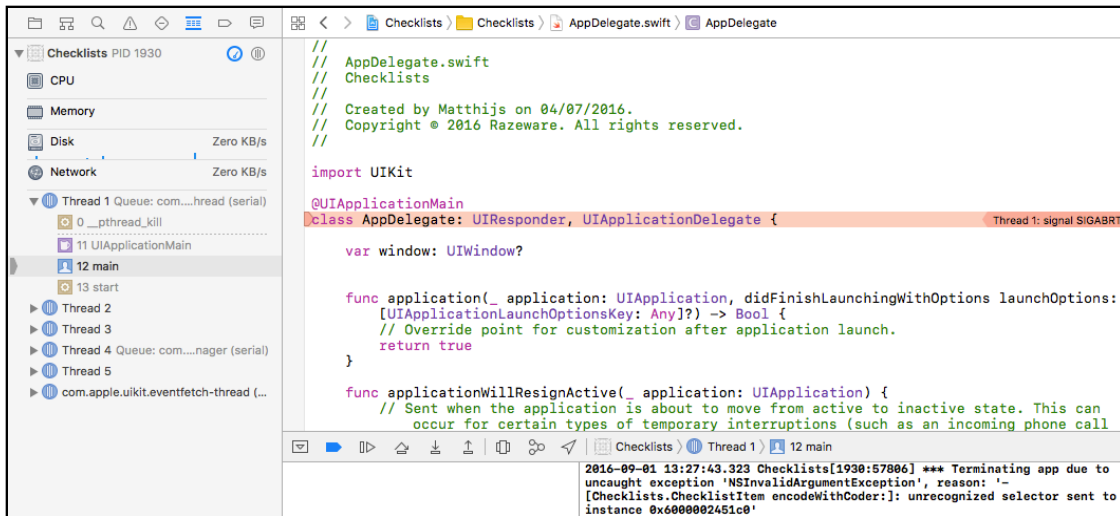 Checklists 〉 Checklists 〉 AppDelegate.swift 〉 AppDelegate
Checklists PID 1930
CPU
Memory
Disk Zero KB/s
Network Zero KB/s
Thread 1 Queue: com....hread (serial)
0 __pthread_kill
11 UIApplicationMain
12 main
13 start
Thread 2
Thread 3
Thread 4 Queue: com....nager (serial)
Thread 5
com.apple.uikit.eventfetch-thread (...
//
//  AppDelegate.swift
//  Checklists
//
//  Created by Matthijs on 04/07/2016.
//  Copyright © 2016 Razeware. All rights reserved.
//
import UIKit
@UIApplicationMain
class AppDelegate: UIResponder, UIApplicationDelegate {
Thread 1: signal SIGABRT
var window: UIWindow?
func application(_ application: UIApplication, didFinishLaunchingWithOptions launchOptions:
[UIApplicationLaunchOptionsKey: Any]?) -> Bool {
// Override point for customization after application launch.
return true
}
func applicationWillResignActive(_ application: UIApplication) {
// Sent when the application is about to move from active to inactive state. This can
occur for certain types of temporary interruptions (such as an incoming phone call
Checklists 〉 Thread 1 〉 12 main
2016-09-01 13:27:43.323 Checklists[1930:57806] *** Terminating app due to
uncaught exception 'NSInvalidArgumentException', reason: '-
[Checklists.ChecklistItem encodeWithCoder:]: unrecognized selector sent to
instance 0x6000002451c0'